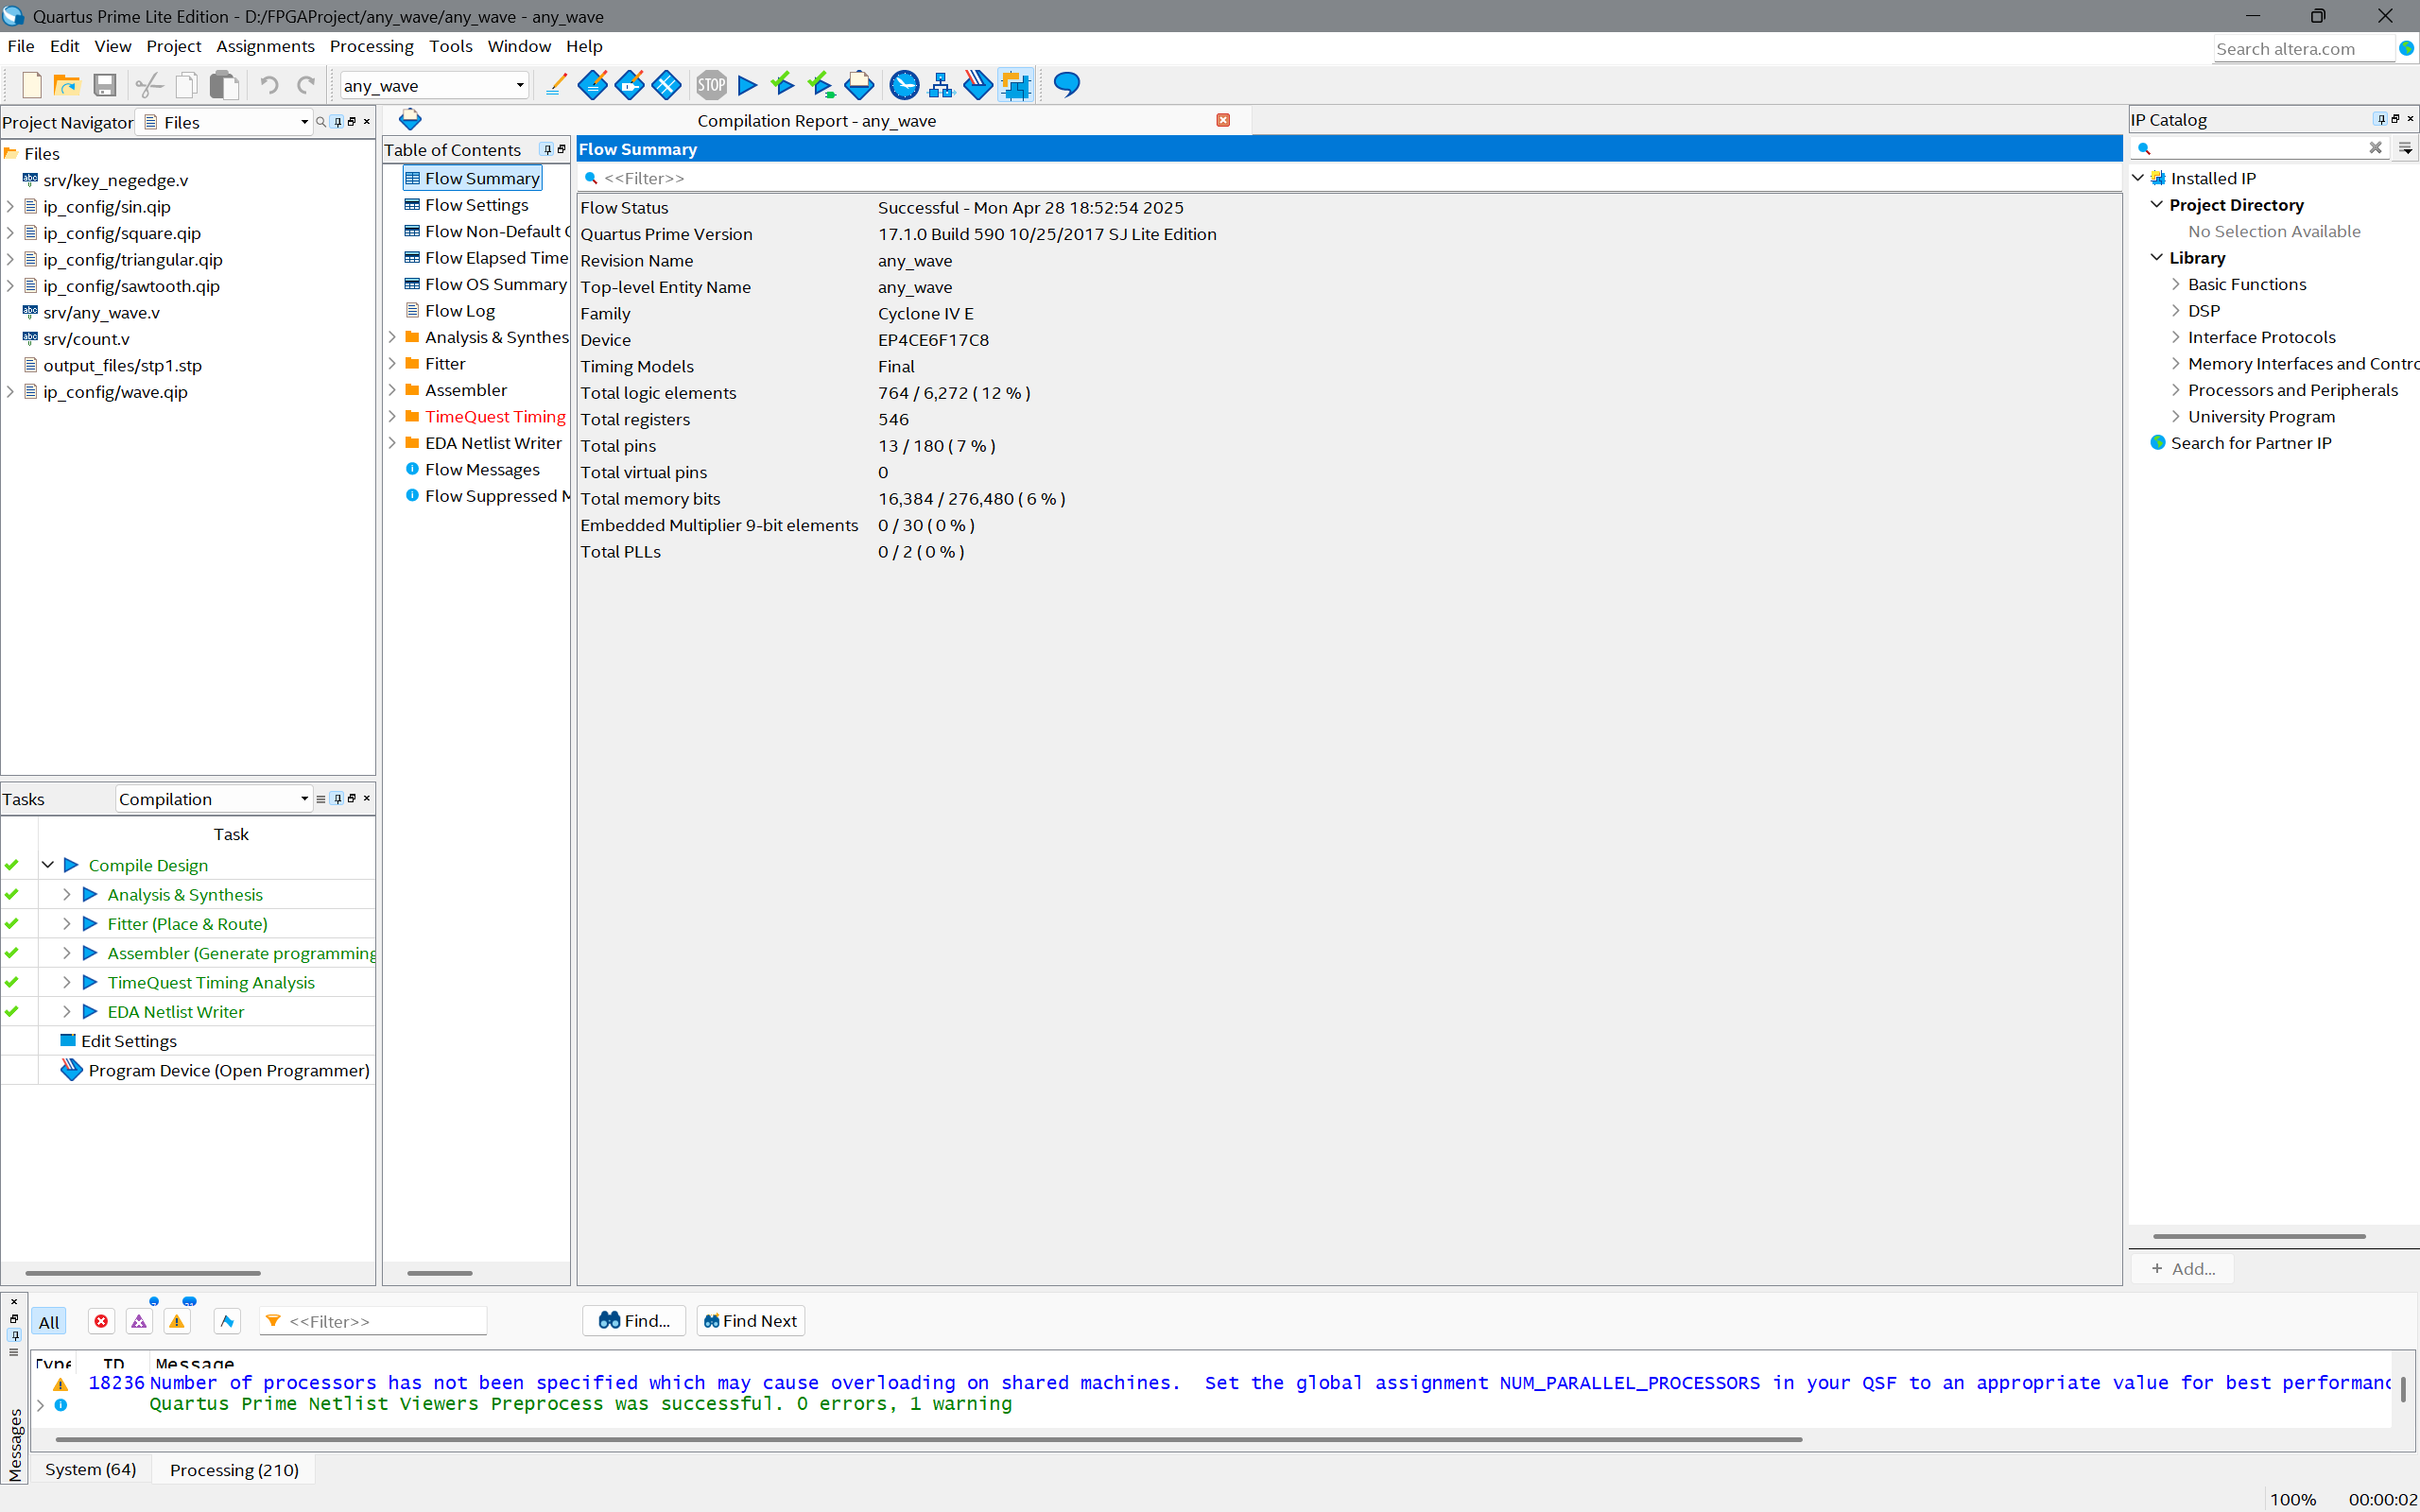 Quartus Prime Lite Edition - D:/FPGAProject/any_wave/any_wave - any_wave
File Edit View Project Assignments Processing Tools Window Help
Search altera.com
any_wave
STOP
Project Navigator Files
Files
srv/key_negedge.v
ip_config/sin.qip
ip_config/square.qip
ip_config/triangular.qip
ip_config/sawtooth.qip
srv/any_wave.v
srv/count.v
output_files/stp1.stp
ip_config/wave.qip
Tasks Compilation
Task
Compile Design
Analysis & Synthesis
Fitter (Place & Route)
Assembler (Generate programming
TimeQuest Timing Analysis
EDA Netlist Writer
Edit Settings
Program Device (Open Programmer)
Compilation Report - any_wave
Table of Contents
Flow Summary
Flow Settings
Flow Non-Default
Flow Elapsed Time
Flow OS Summary
Flow Log
Analysis & Synthes
Fitter
Assembler
TimeQuest Timing
EDA Netlist Writer
Flow Messages
Flow Suppressed M
Flow Summary
<<Filter>>
Flow Status Successful - Mon Apr 28 18:52:54 2025
Quartus Prime Version 17.1.0 Build 590 10/25/2017 SJ Lite Edition
Revision Name any_wave
Top-level Entity Name any_wave
Family Cyclone IV E
Device EP4CE6F17C8
Timing Models Final
Total logic elements 764 / 6,272 ( 12 % )
Total registers 546
Total pins 13 / 180 ( 7 % )
Total virtual pins 0
Total memory bits 16,384 / 276,480 ( 6 % )
Embedded Multiplier 9-bit elements 0 / 30 ( 0 % )
Total PLLs 0 / 2 ( 0 % )
IP Catalog
Installed IP
Project Directory
No Selection Available
Library
Basic Functions
DSP
Interface Protocols
Memory Interfaces and Contro
Processors and Peripherals
University Program
Search for Partner IP
+ Add...
All <<Filter>> Find... Find Next
Type ID Message
18236 Number of processors has not been specified which may cause overloading on shared machines.  Set the global assignment NUM_PARALLEL_PROCESSORS in your QSF to an appropriate value for best performanc
Quartus Prime Netlist Viewers Preprocess was successful. 0 errors, 1 warning
Messages
System (64) Processing (210)
100% 00:00:02